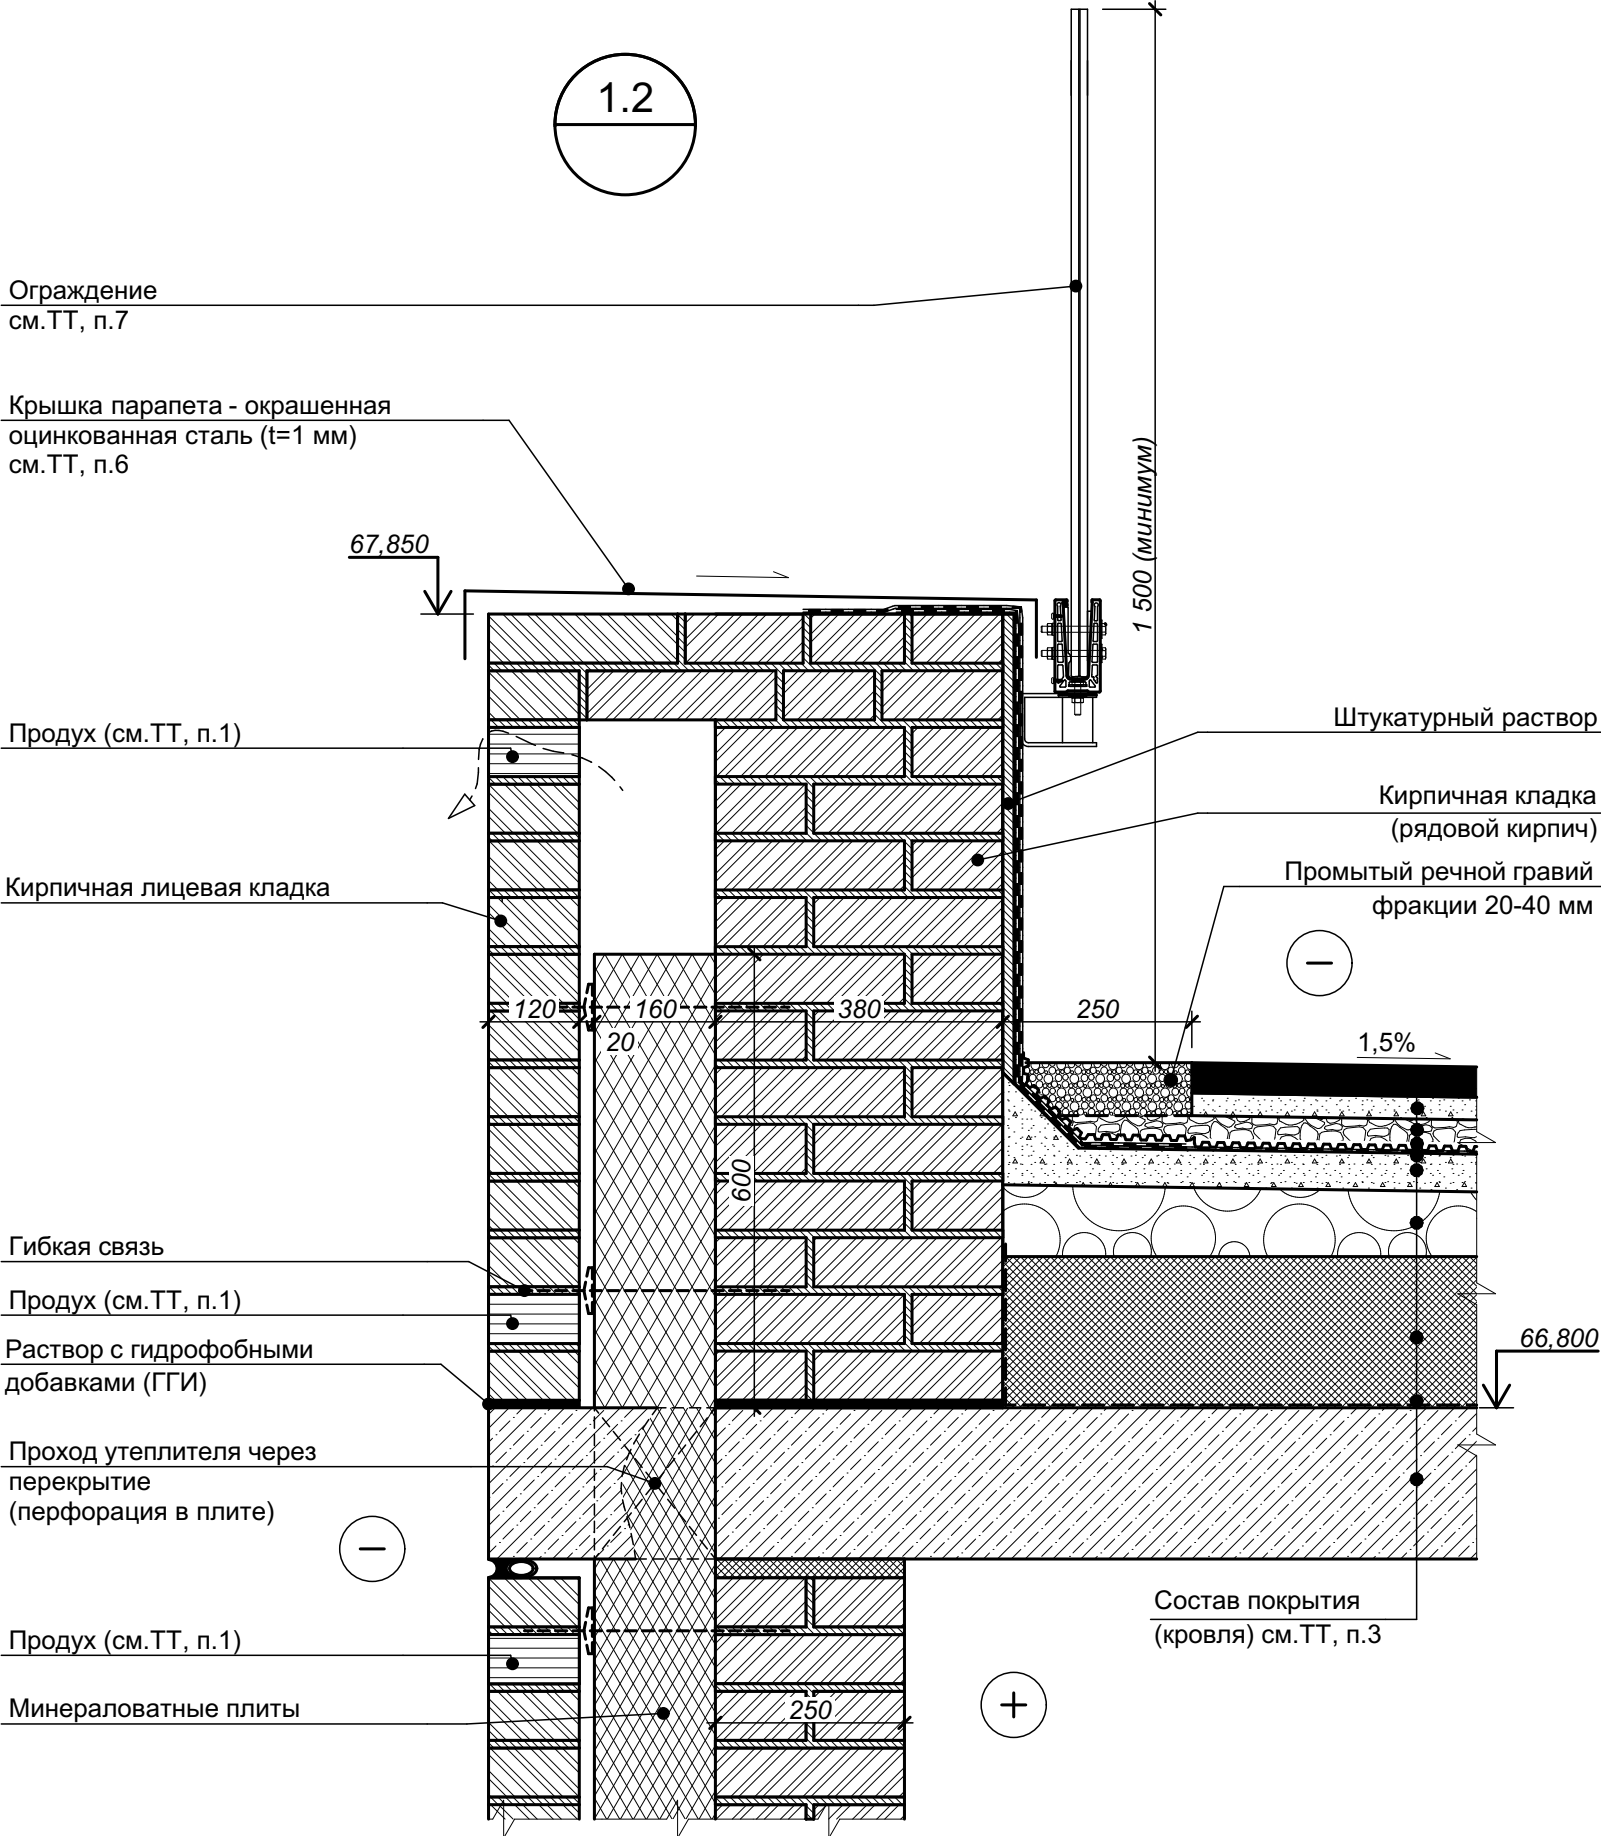 1.2
Ограждение
см.ТТ, п.7
Крышка парапета - окрашенная
оцинкованная сталь (t=1 мм)
см.ТТ, п.6
1 500 (минимум)
67,850
Продух (см.ТТ, п.1)
Штукатурный раствор
Кирпичная кладка
(рядовой кирпич)
Кирпичная лицевая кладка
Промытый речной гравий
фракции 20-40 мм
−
120
160
380
250
20
1,5%
600
Гибкая связь
Продух (см.ТТ, п.1)
Раствор с гидрофобными
добавками (ГГИ)
66,800
Проход утеплителя через
перекрытие
(перфорация в плите)
−
Состав покрытия
(кровля) см.ТТ, п.3
Продух (см.ТТ, п.1)
Минераловатные плиты
250
+